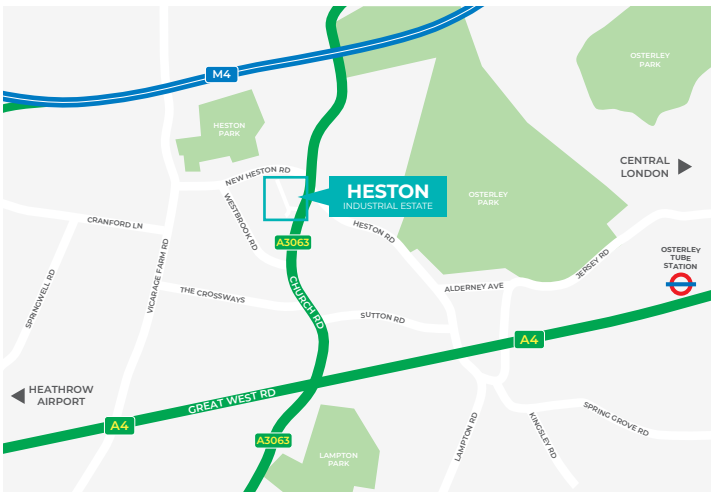 OSTERLEY
PARK
M4
HESTON
PARK
CENTRAL
LONDON
NEW HESTON RD
HESTON
INDUSTRIAL ESTATE
OSTERLEY
PARK
WESTBROOK RD
CRANFORD LN
HESTON RD
A3063
VICARAGE FARM RD
OSTERLEY
TUBE
STATION
JERSEY RD
SPRINGWELL RD
THE CROSSWAYS
CHURCH RD
ALDERNEY AVE
SUTTON RD
A4
HEATHROW
AIRPORT
GREAT WEST RD
A4
A3063
LAMPTON RD
KINGSLEY RD
SPRING GROVE RD
LAMPTON
PARK